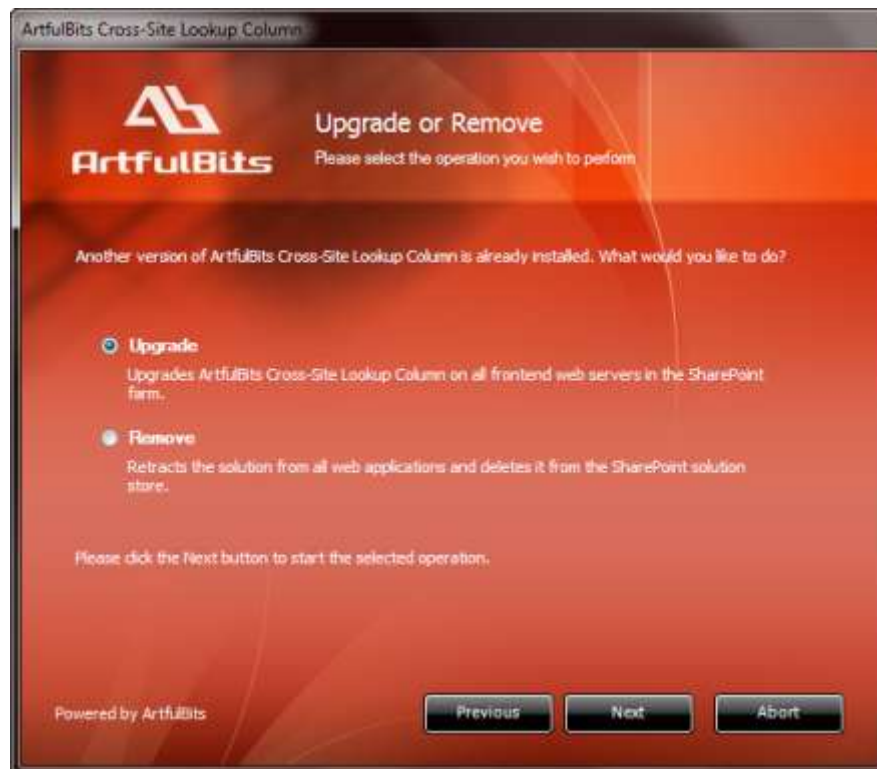 ArtfulBits Cross-Site Lookup Column
ArtfulBits
Upgrade or Remove
Please select the operation you wish to perform
Another version of ArtfulBits Cross-Site Lookup Column is already installed. What would you like to do?
Upgrade
Upgrades ArtfulBits Cross-Site Lookup Column on all frontend web servers in the SharePoint
farm.
Remove
Retracts the solution from all web applications and deletes it from the SharePoint solution
store.
Please click the Next button to start the selected operation.
Powered by ArtfulBits
Previous
Next
Abort